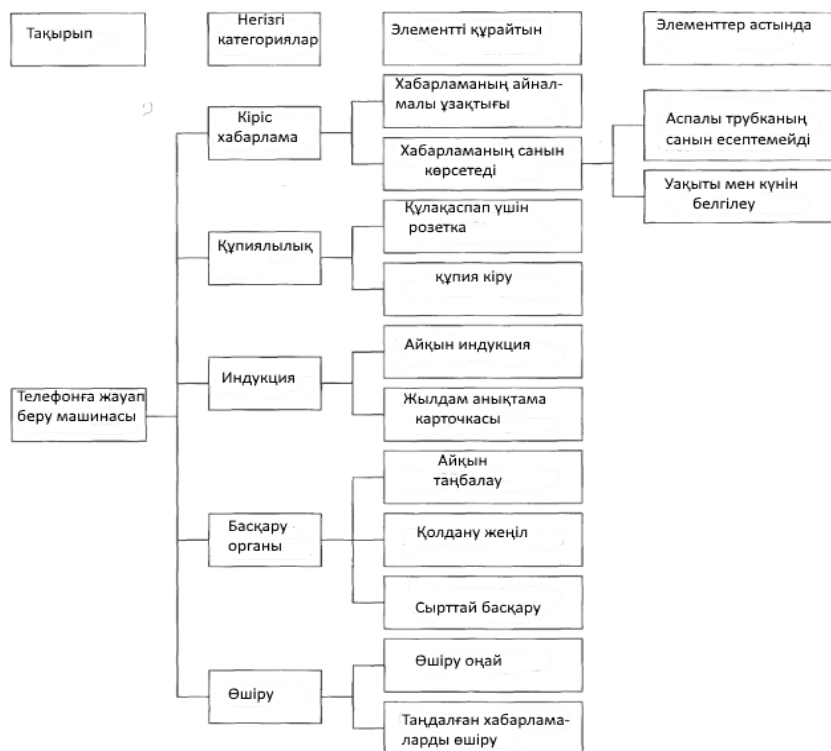 Тақырып
Негізгі
категориялар
Элементті құрайтын
Элементтер астында
Кіріс
хабарлама
Хабарламаның айнал-
малы ұзақтығы
Хабарламаның санын
көрсетеді
Аспалы трубканың
санын есептемейді
Уақыты мен күнін
белгілеу
Құпиялылық
Құлақаспап үшін
розетка
құпия кіру
Индукция
Айқын индукция
Жылдам анықтама
карточкасы
Телефонға жауап
беру машинасы
Басқару
органы
Айқын
таңбалау
Қолдану жеңіл
Сырттай басқару
Өшіру
Өшіру оңай
Таңдалған хабарлама-
ларды өшіру